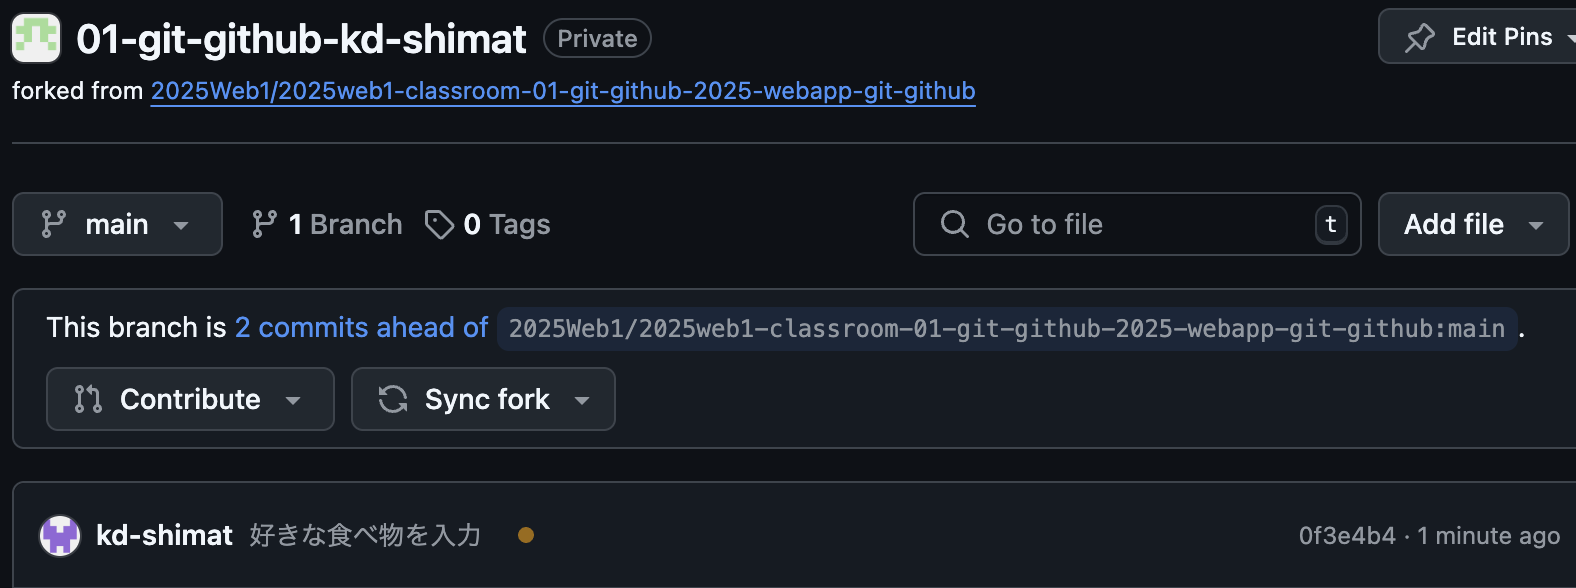 01-git-github-kd-shimat Private Edit Pins
forked from 2025Web1/2025web1-classroom-01-git-github-2025-webapp-git-github
main 1 Branch 0 Tags Go to file t Add file
This branch is 2 commits ahead of 2025Web1/2025web1-classroom-01-git-github-2025-webapp-git-github:main .
Contribute Sync fork
kd-shimat 好きな食べ物を入力 0f3e4b4 · 1 minute ago